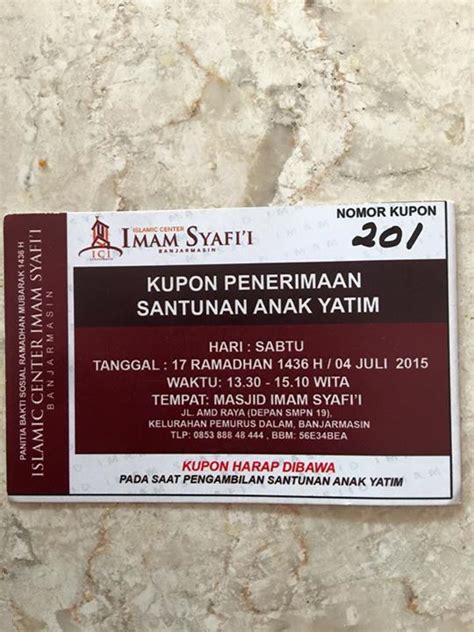 PANITIA BAKTI SOSIAL RAMADHAN MUBARAK 1436 H
ISLAMIC CENTER IMAM SYAFI'I
BANJARMASIN
ISLAMIC CENTER
IMAM SYAFI'I
BANJARMASIN
ICI
NOMOR KUPON
201
KUPON PENERIMAAN
SANTUNAN ANAK YATIM
HARI : SABTU
TANGGAL : 17 RAMADHAN 1436 H / 04 JULI 2015
WAKTU: 13.30 - 15.10 WITA
TEMPAT: MASJID IMAM SYAFI'I
JL. AMD RAYA (DEPAN SMPN 19),
KELURAHAN PEMURUS DALAM, BANJARMASIN
TLP: 0853 888 48 444 , BBM: 56E34BEA
KUPON HARAP DIBAWA
PADA SAAT PENGAMBILAN SANTUNAN ANAK YATIM